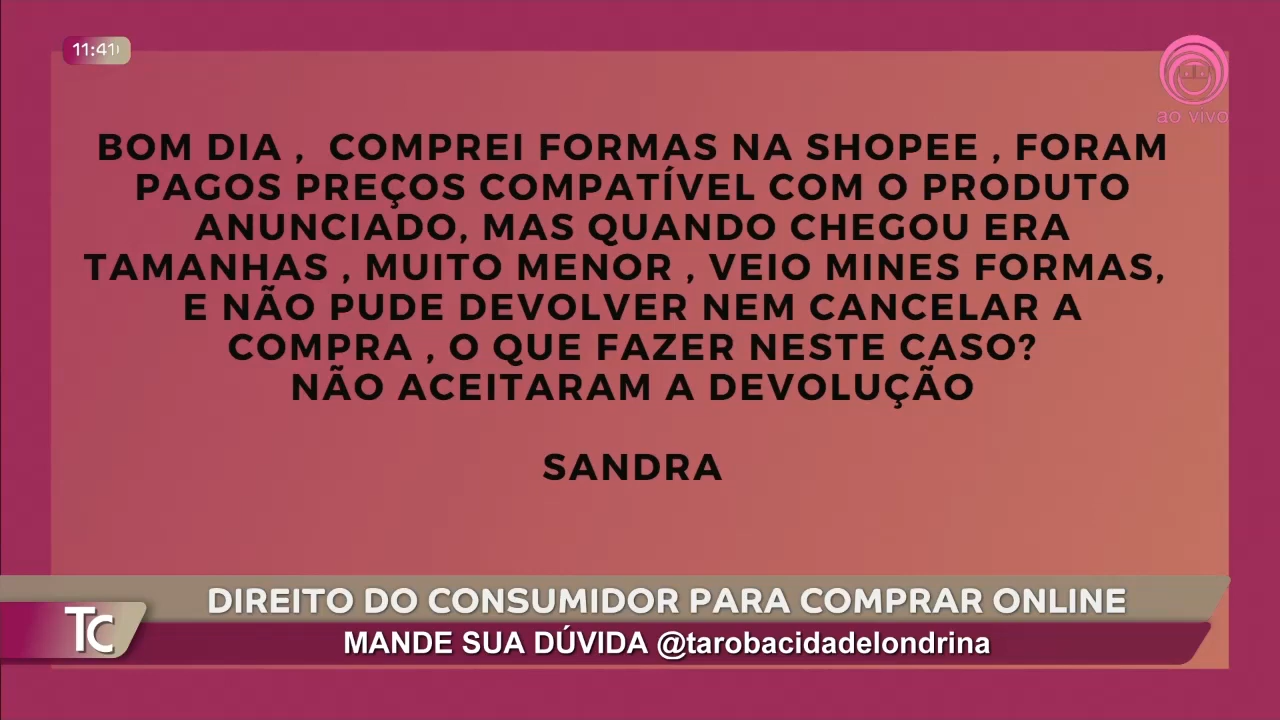 11:41
ao vivo
BOM DIA , COMPREI FORMAS NA SHOPEE , FORAM
PAGOS PREÇOS COMPATÍVEL COM O PRODUTO
ANUNCIADO, MAS QUANDO CHEGOU ERA
TAMANHAS , MUITO MENOR , VEIO MINES FORMAS,
E NÃO PUDE DEVOLVER NEM CANCELAR A
COMPRA , O QUE FAZER NESTE CASO?
NÃO ACEITARAM A DEVOLUÇÃO
SANDRA
DIREITO DO CONSUMIDOR PARA COMPRAR ONLINE
TC
MANDE SUA DÚVIDA @tarobacidadelondrina